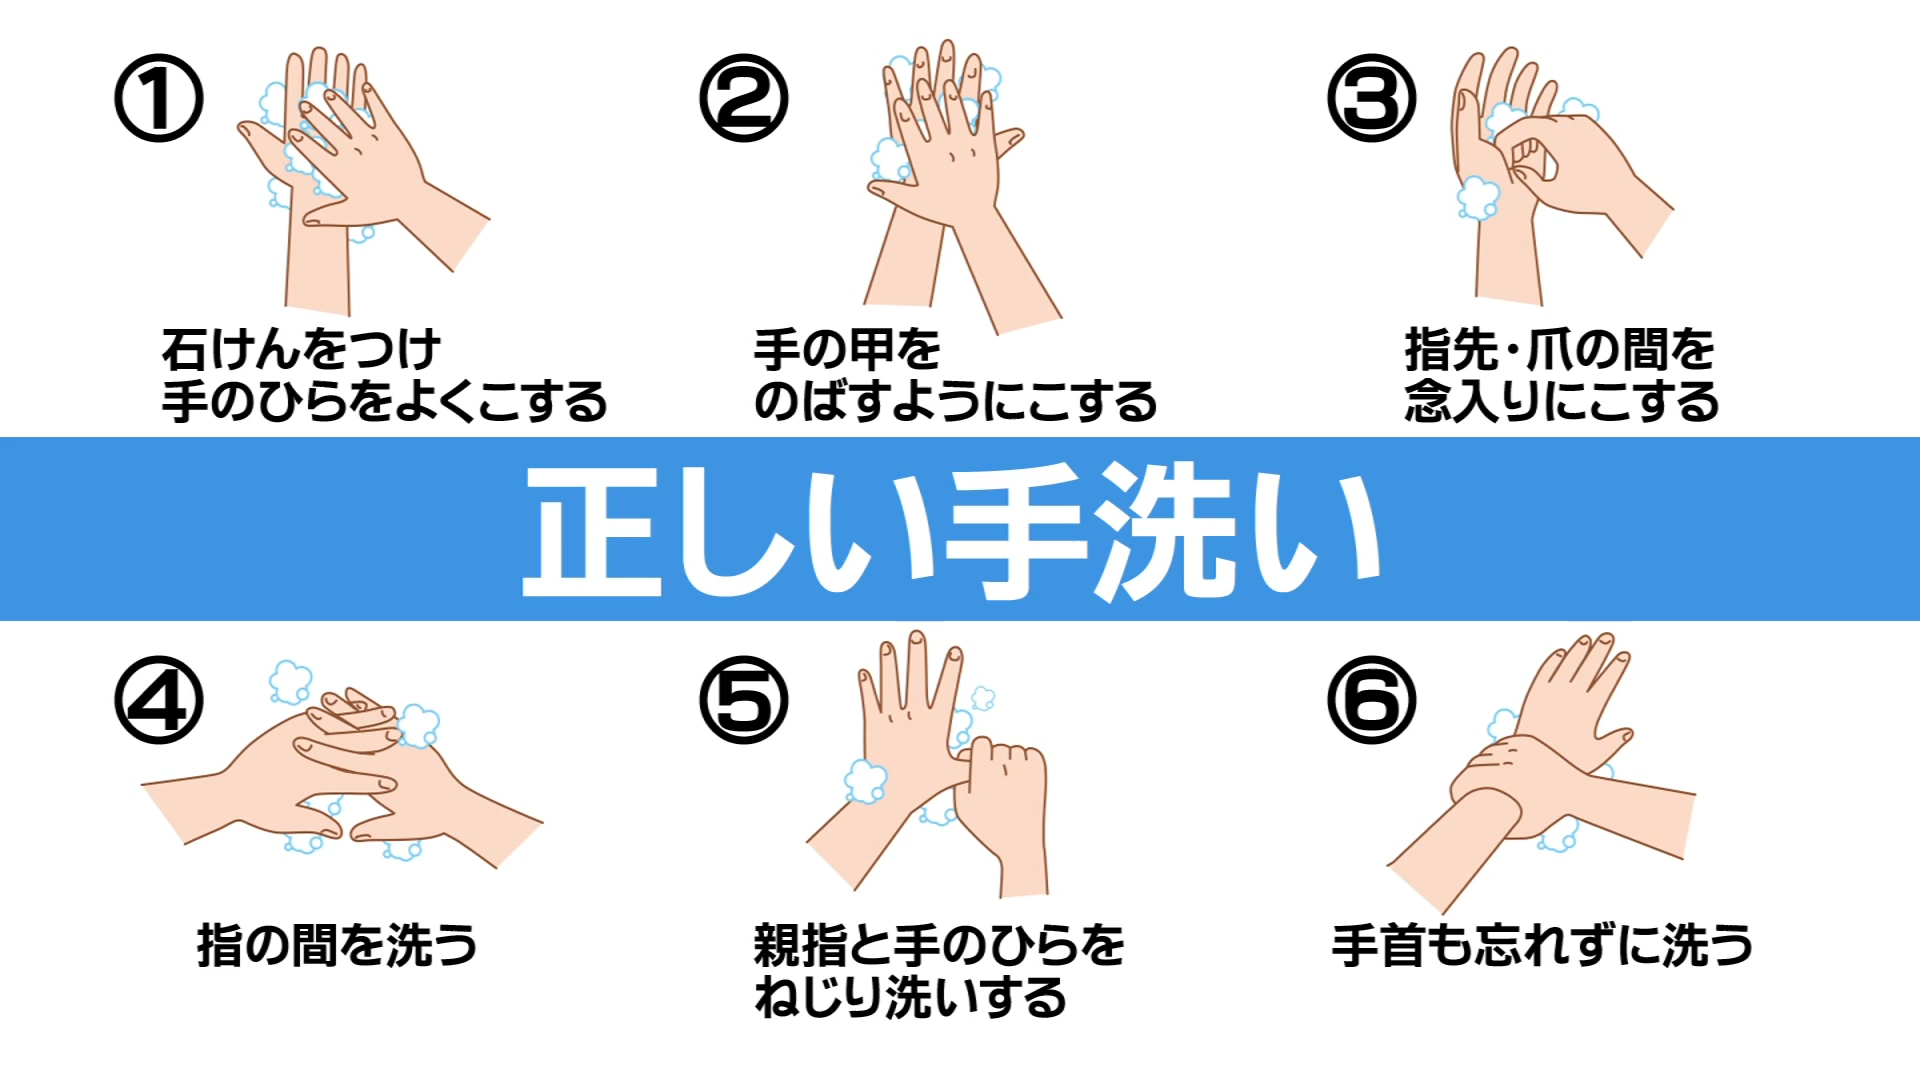 ①
石けんをつけ
手のひらをよくこする
②
手の甲を
のばすようにこする
③
指先・爪の間を
念入りにこする
正しい手洗い
④
指の間を洗う
⑤
親指と手のひらを
ねじり洗いする
⑥
手首も忘れずに洗う